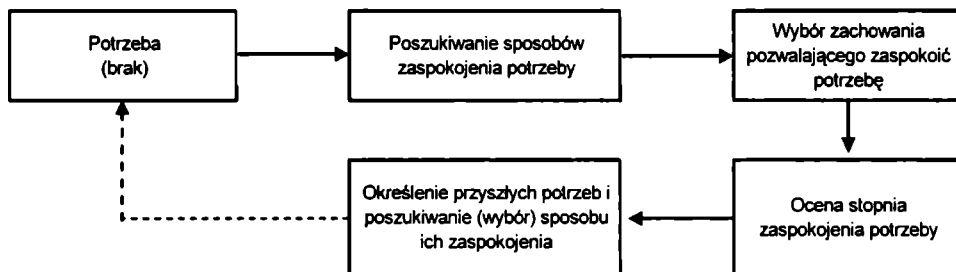 Potrzeba
(brak)
Poszukiwanie sposobów
zaspokojenia potrzeby
Wybór zachowania
pozwalającego zaspokoić
potrzebę
Określenie przyszłych potrzeb i
poszukiwanie (wybór) sposobu
ich zaspokojenia
Ocena stopnia
zaspokojenia potrzeby